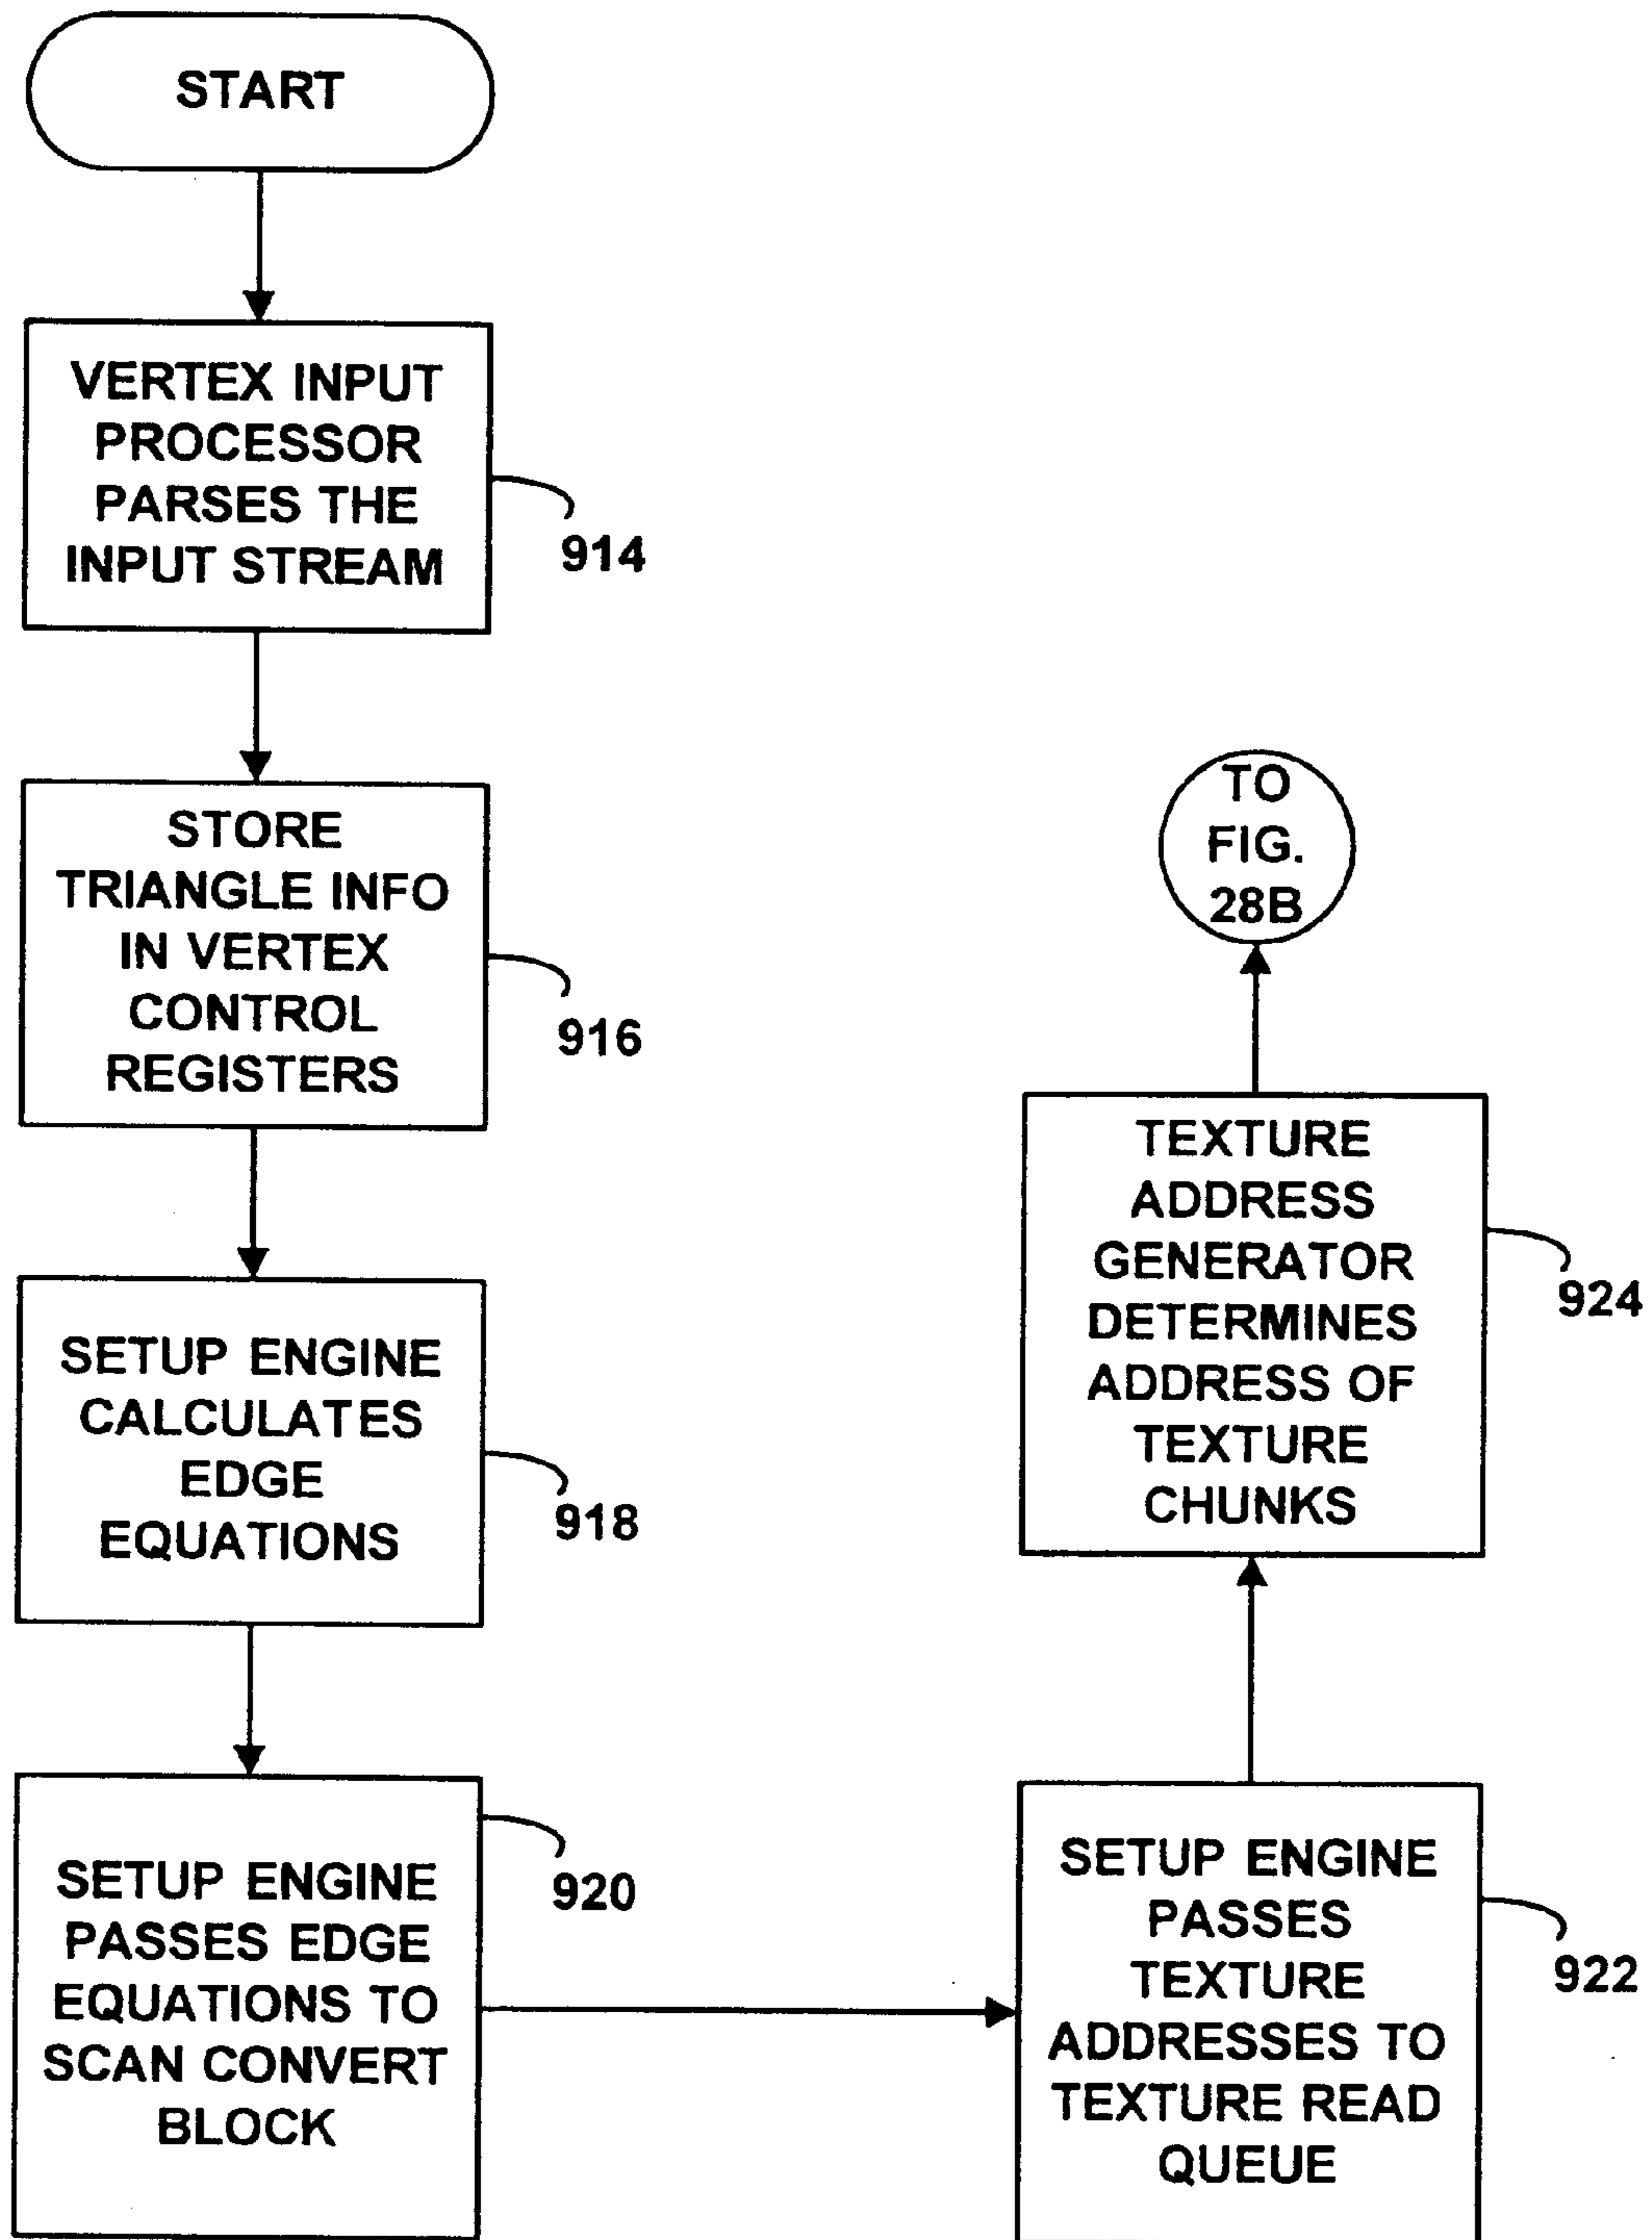 START
VERTEX INPUT
PROCESSOR
PARSES THE
INPUT STREAM
914
STORE
TRIANGLE INFO
IN VERTEX
CONTROL
REGISTERS
916
SETUP ENGINE
CALCULATES
EDGE
EQUATIONS
918
SETUP ENGINE
PASSES EDGE
EQUATIONS TO
SCAN CONVERT
BLOCK
920
SETUP ENGINE
PASSES
TEXTURE
ADDRESSES TO
TEXTURE READ
QUEUE
922
TEXTURE
ADDRESS
GENERATOR
DETERMINES
ADDRESS OF
TEXTURE
CHUNKS
924
TO
FIG.
28B